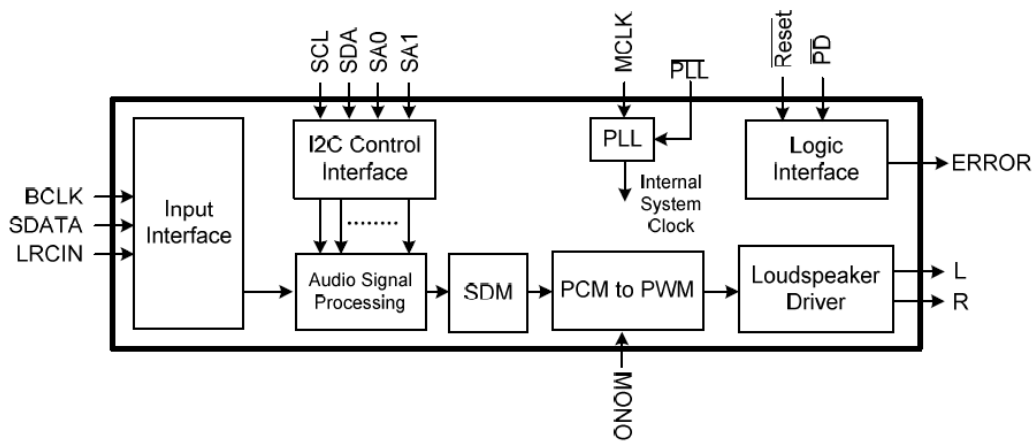 SCL
SDA
SA0
SA1
MCLK
PLL
Reset
PD
I2C Control
Interface
PLL
Logic
Interface
ERROR
Internal
System
Clock
BCLK
SDATA
LRCIN
Input
Interface
........
Audio Signal
Processing
SDM
PCM to PWM
Loudspeaker
Driver
L
R
MONO